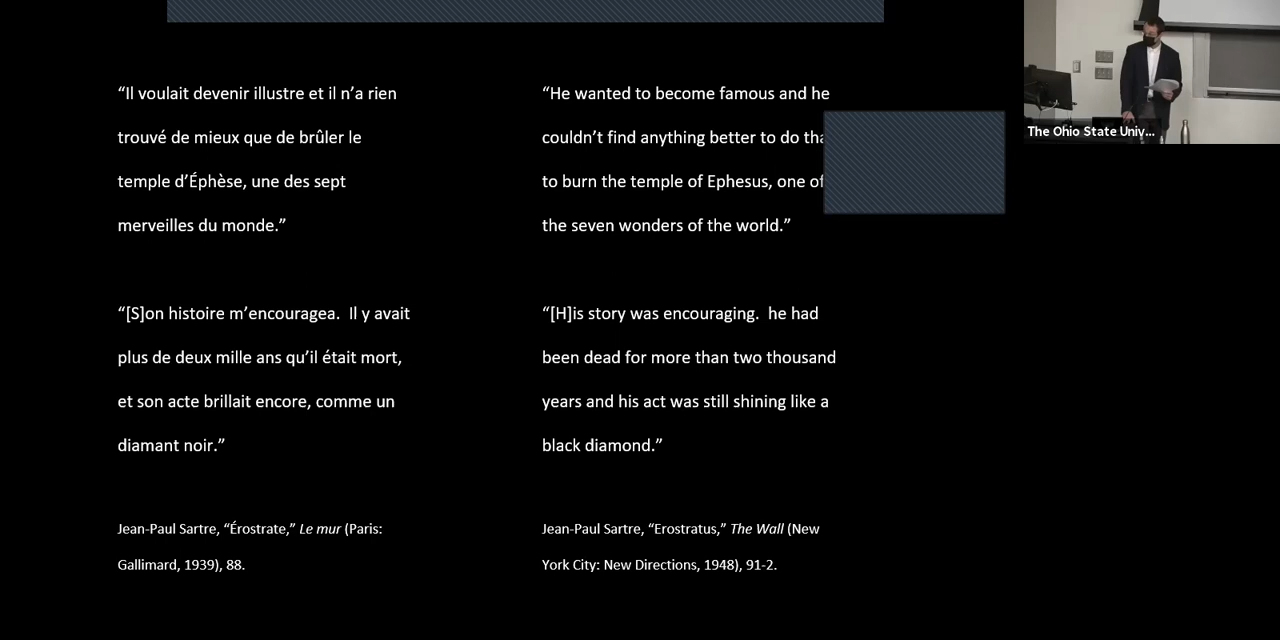 “Il voulait devenir illustre et il n’a rien
trouvé de mieux que de brûler le
temple d’Éphèse, une des sept
merveilles du monde.”
“[S]on histoire m’encouragea.  Il y avait
plus de deux mille ans qu’il était mort,
et son acte brillait encore, comme un
diamant noir.”
Jean-Paul Sartre, “Érostrate,” Le mur (Paris:
Gallimard, 1939), 88.
“He wanted to become famous and he
couldn’t find anything better to do
to burn the temple of Ephesus, one of
the seven wonders of the world.”
“[H]is story was encouraging.  he had
been dead for more than two thousand
years and his act was still shining like a
black diamond.”
Jean-Paul Sartre, “Erostratus,” The Wall (New
York City: New Directions, 1948), 91-2.
The Ohio State Univ...